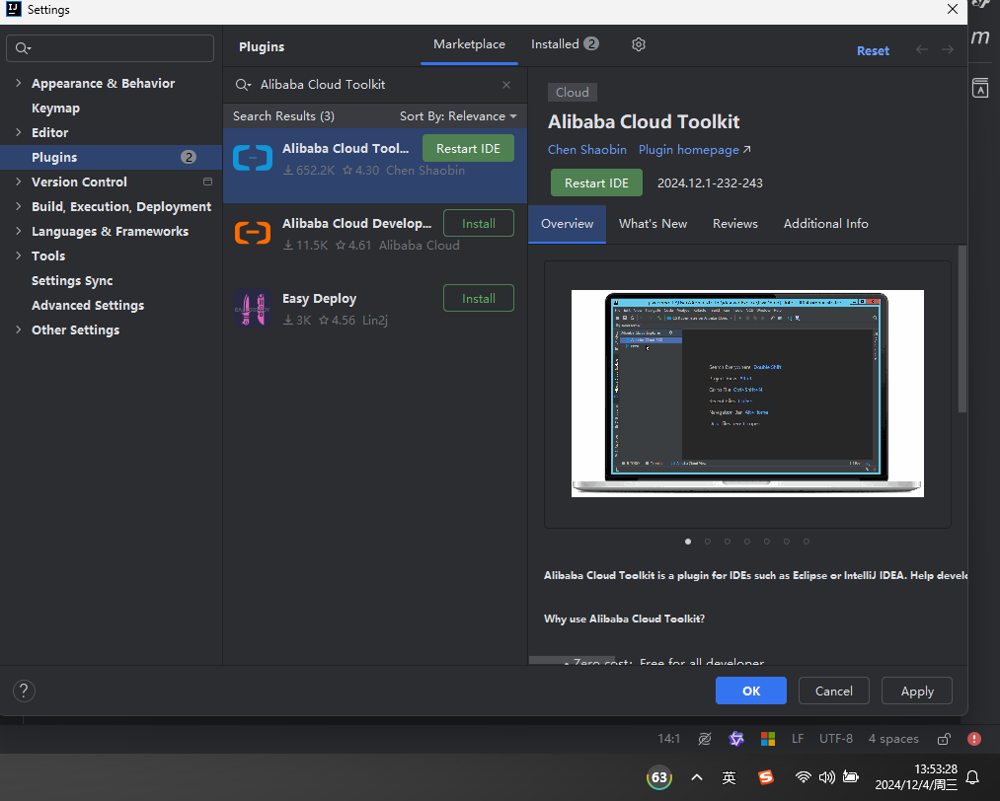 Settings
Plugins
Marketplace
Installed 2
Reset
Appearance & Behavior
Keymap
Editor
Plugins 2
Version Control
Build, Execution, Deployment
Languages & Frameworks
Tools
Settings Sync
Advanced Settings
Other Settings
Alibaba Cloud Toolkit
Search Results (3)
Sort By: Relevance
Alibaba Cloud Tool...
Restart IDE
652.2K 4.30 Chen Shaobin
Alibaba Cloud Develop...
Install
11.5K 4.61 Alibaba Cloud
Easy Deploy
Install
3K 4.56 Lin2j
Cloud
Alibaba Cloud Toolkit
Chen Shaobin Plugin homepage ↗
Restart IDE 2024.12.1-232-243
Overview
What's New
Reviews
Additional Info
Search Everywhere Double Shift
Alibaba Cloud Toolkit is a plugin for IDEs such as Eclipse or IntelliJ IDEA. Help devel
Why use Alibaba Cloud Toolkit?
Zero cost: Free for all developer
?
OK
Cancel
Apply
m
A
14:1
LF
UTF-8
4 spaces
63
英
S
13:53:28
2024/12/4/周三